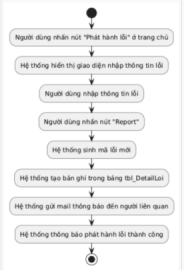 Người dùng nhấn nút "Phát hành lỗi" ở trang chủ
Hệ thống hiển thị giao diện nhập thông tin lỗi
Người dùng nhập thông tin lỗi
Người dùng nhấn nút "Report"
Hệ thống sinh mã lỗi mới
Hệ thống tạo bản ghi trong bảng tbl_DetailLoi
Hệ thống gửi mail thông báo đến người liên quan
Hệ thống thông báo phát hành lỗi thành công